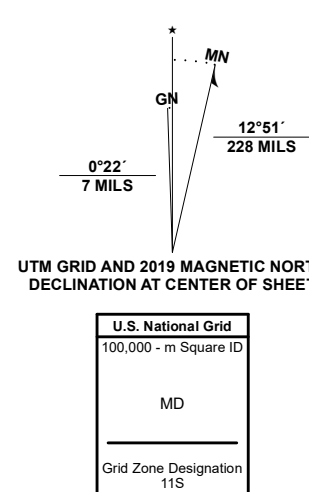 ★
MN
GN
12°51´
228 MILS
0°22´
7 MILS
UTM GRID AND 2019 MAGNETIC NORT
DECLINATION AT CENTER OF SHEET
U.S. National Grid
100,000 - m Square ID
MD
Grid Zone Designation
11S